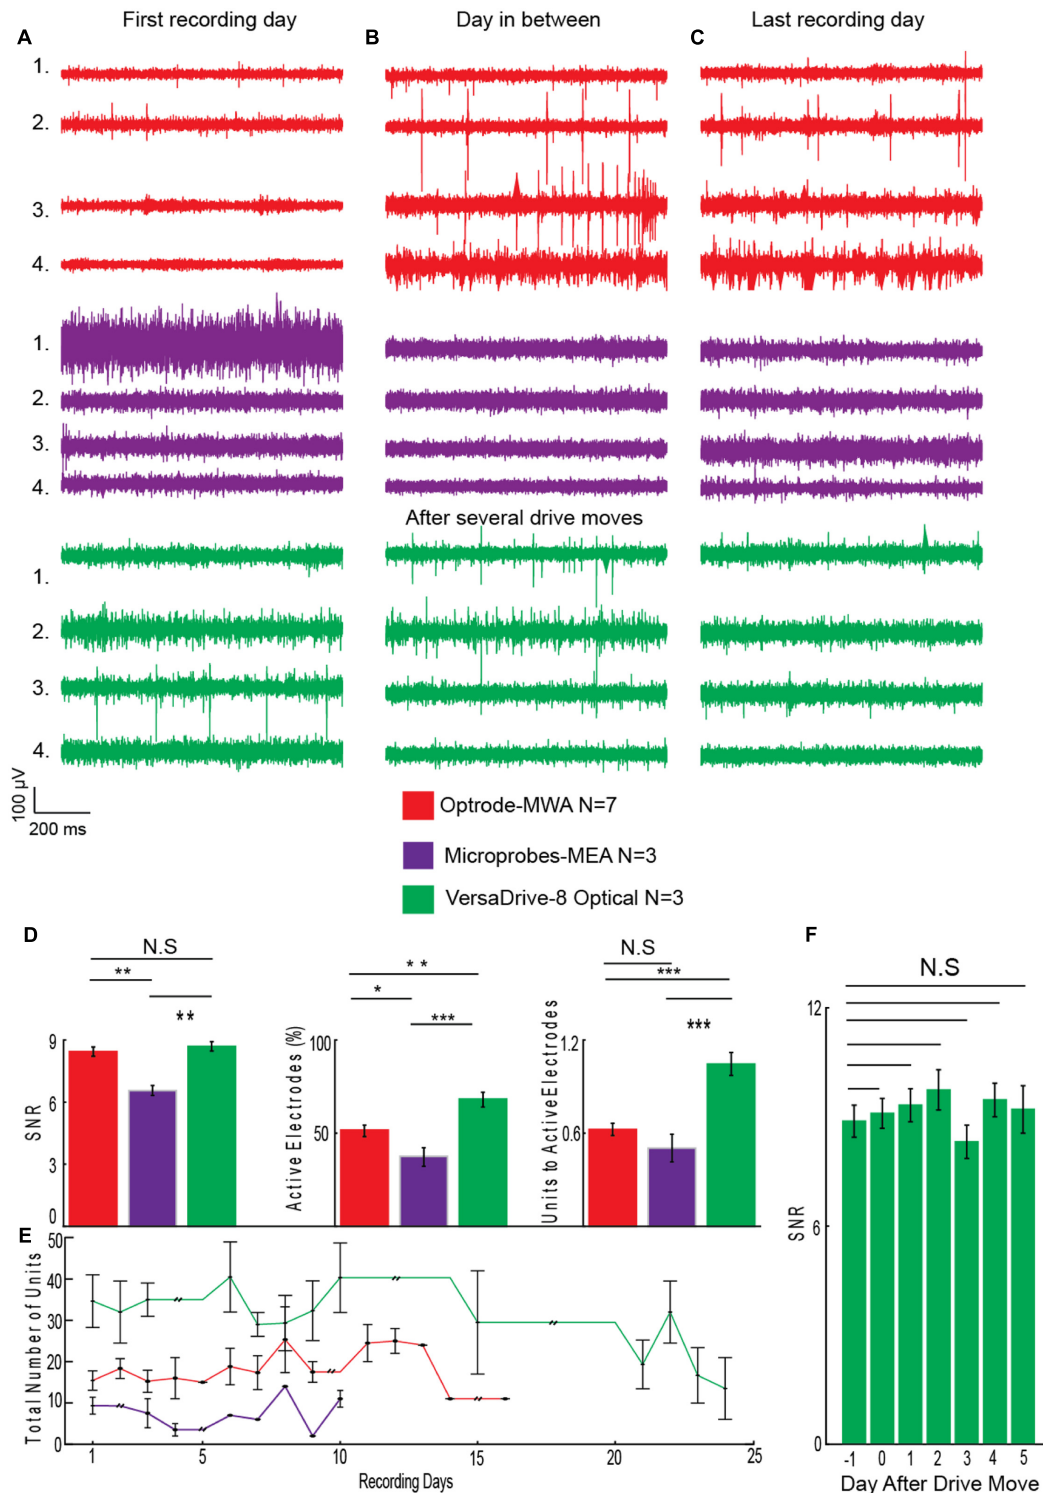 First recording day
Day in between
Last recording day
A
B
C
1.
2.
3.
4.
1.
2.
3.
4.
After several drive moves
1.
2.
3.
4.
100 µV
200 ms
Optrode-MWA N=7
Microprobes-MEA N=3
VersaDrive-8 Optical N=3
D
N.S
**
**
9
6
3
0
SNR
* *
*
***
100
50
Active Electrodes (%)
N.S
***
***
1.2
0.6
Units to Active Electrodes
E
50
40
30
20
10
0
Total Number of Units
1
5
10
15
20
25
Recording Days
F
N.S
12
6
0
SNR
-1 0 1 2 3 4 5
Day After Drive Move